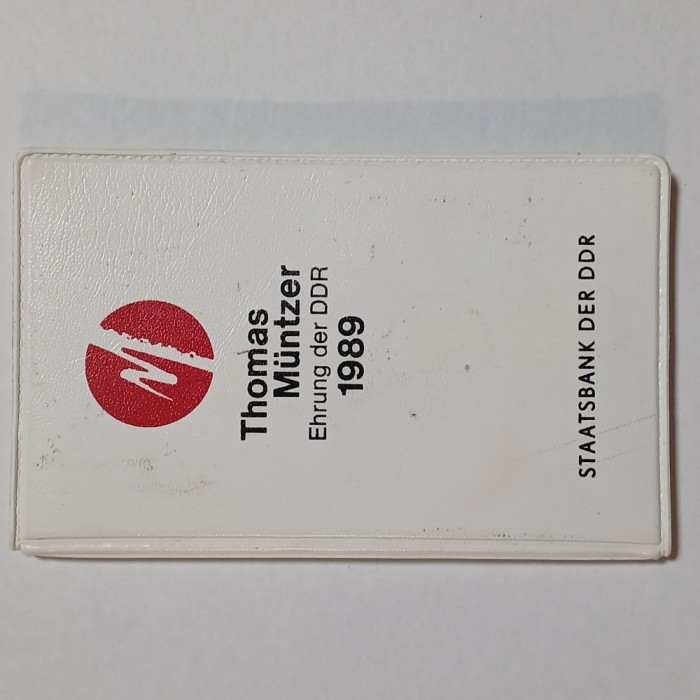 Thomas
Müntzer
Ehrung der DDR
1989
STAATSBANK DER DDR